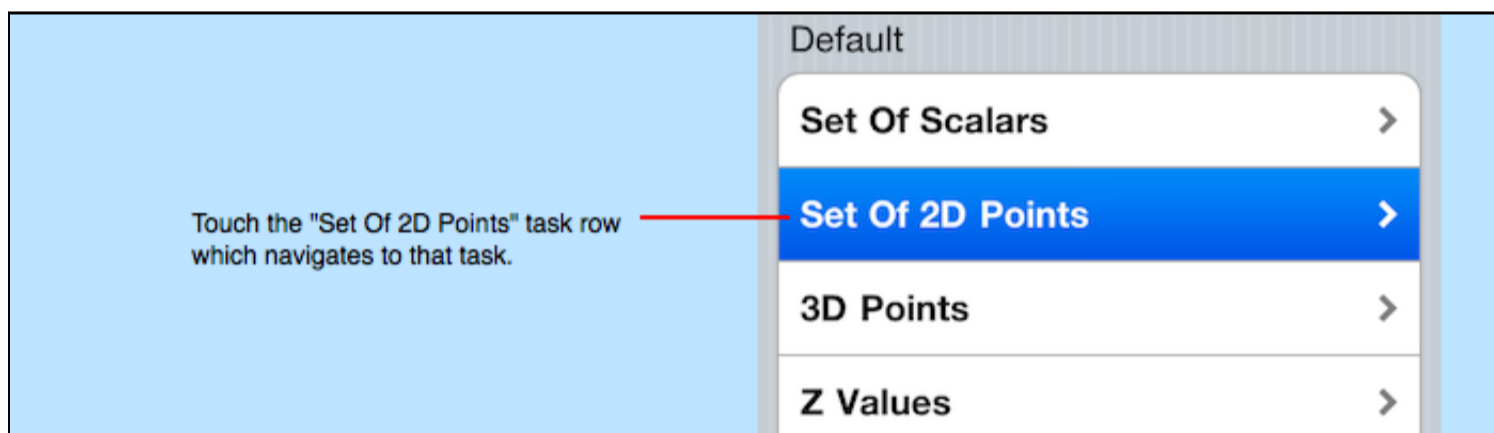 Default
Set Of Scalars
Touch the "Set Of 2D Points" task row
which navigates to that task.
Set Of 2D Points
3D Points
Z Values